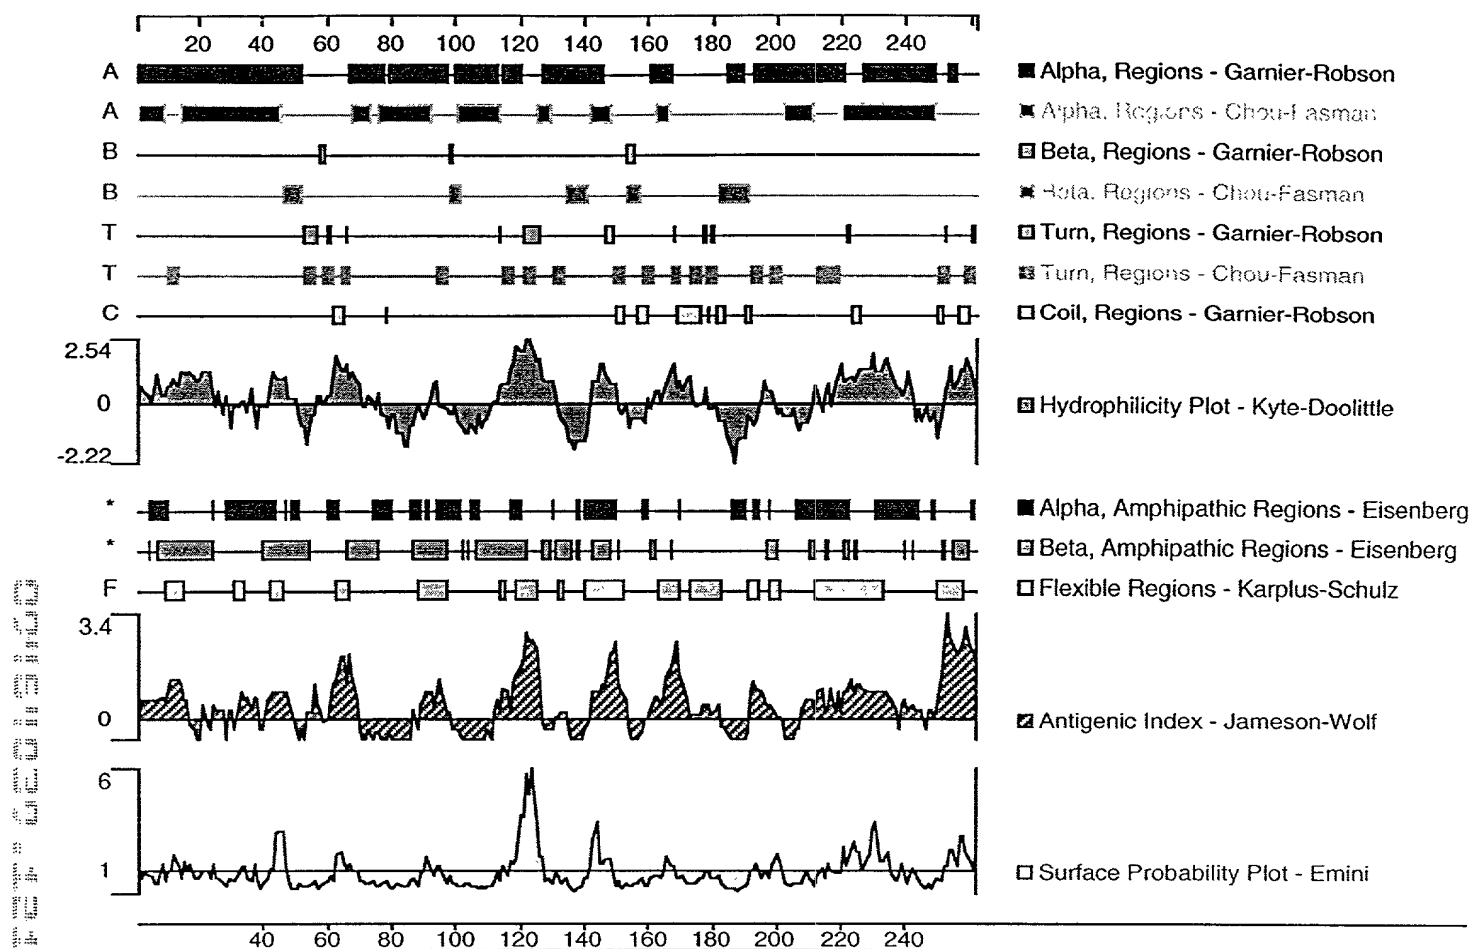 20 40 60 80 100 120 140 160 180 200 220 240
A Alpha, Regions - Garnier-Robson
A Alpha, Regions - Chou-Fasman
B Beta, Regions - Garnier-Robson
B Beta, Regions - Chou-Fasman
T Turn, Regions - Garnier-Robson
T Turn, Regions - Chou-Fasman
C Coil, Regions - Garnier-Robson
2.54
0 Hydrophilicity Plot - Kyte-Doolittle
-2.22
* Alpha, Amphipathic Regions - Eisenberg
* Beta, Amphipathic Regions - Eisenberg
F Flexible Regions - Karplus-Schulz
3.4
0 Antigenic Index - Jameson-Wolf
6
1 Surface Probability Plot - Emini
40 60 80 100 120 140 160 180 200 220 240